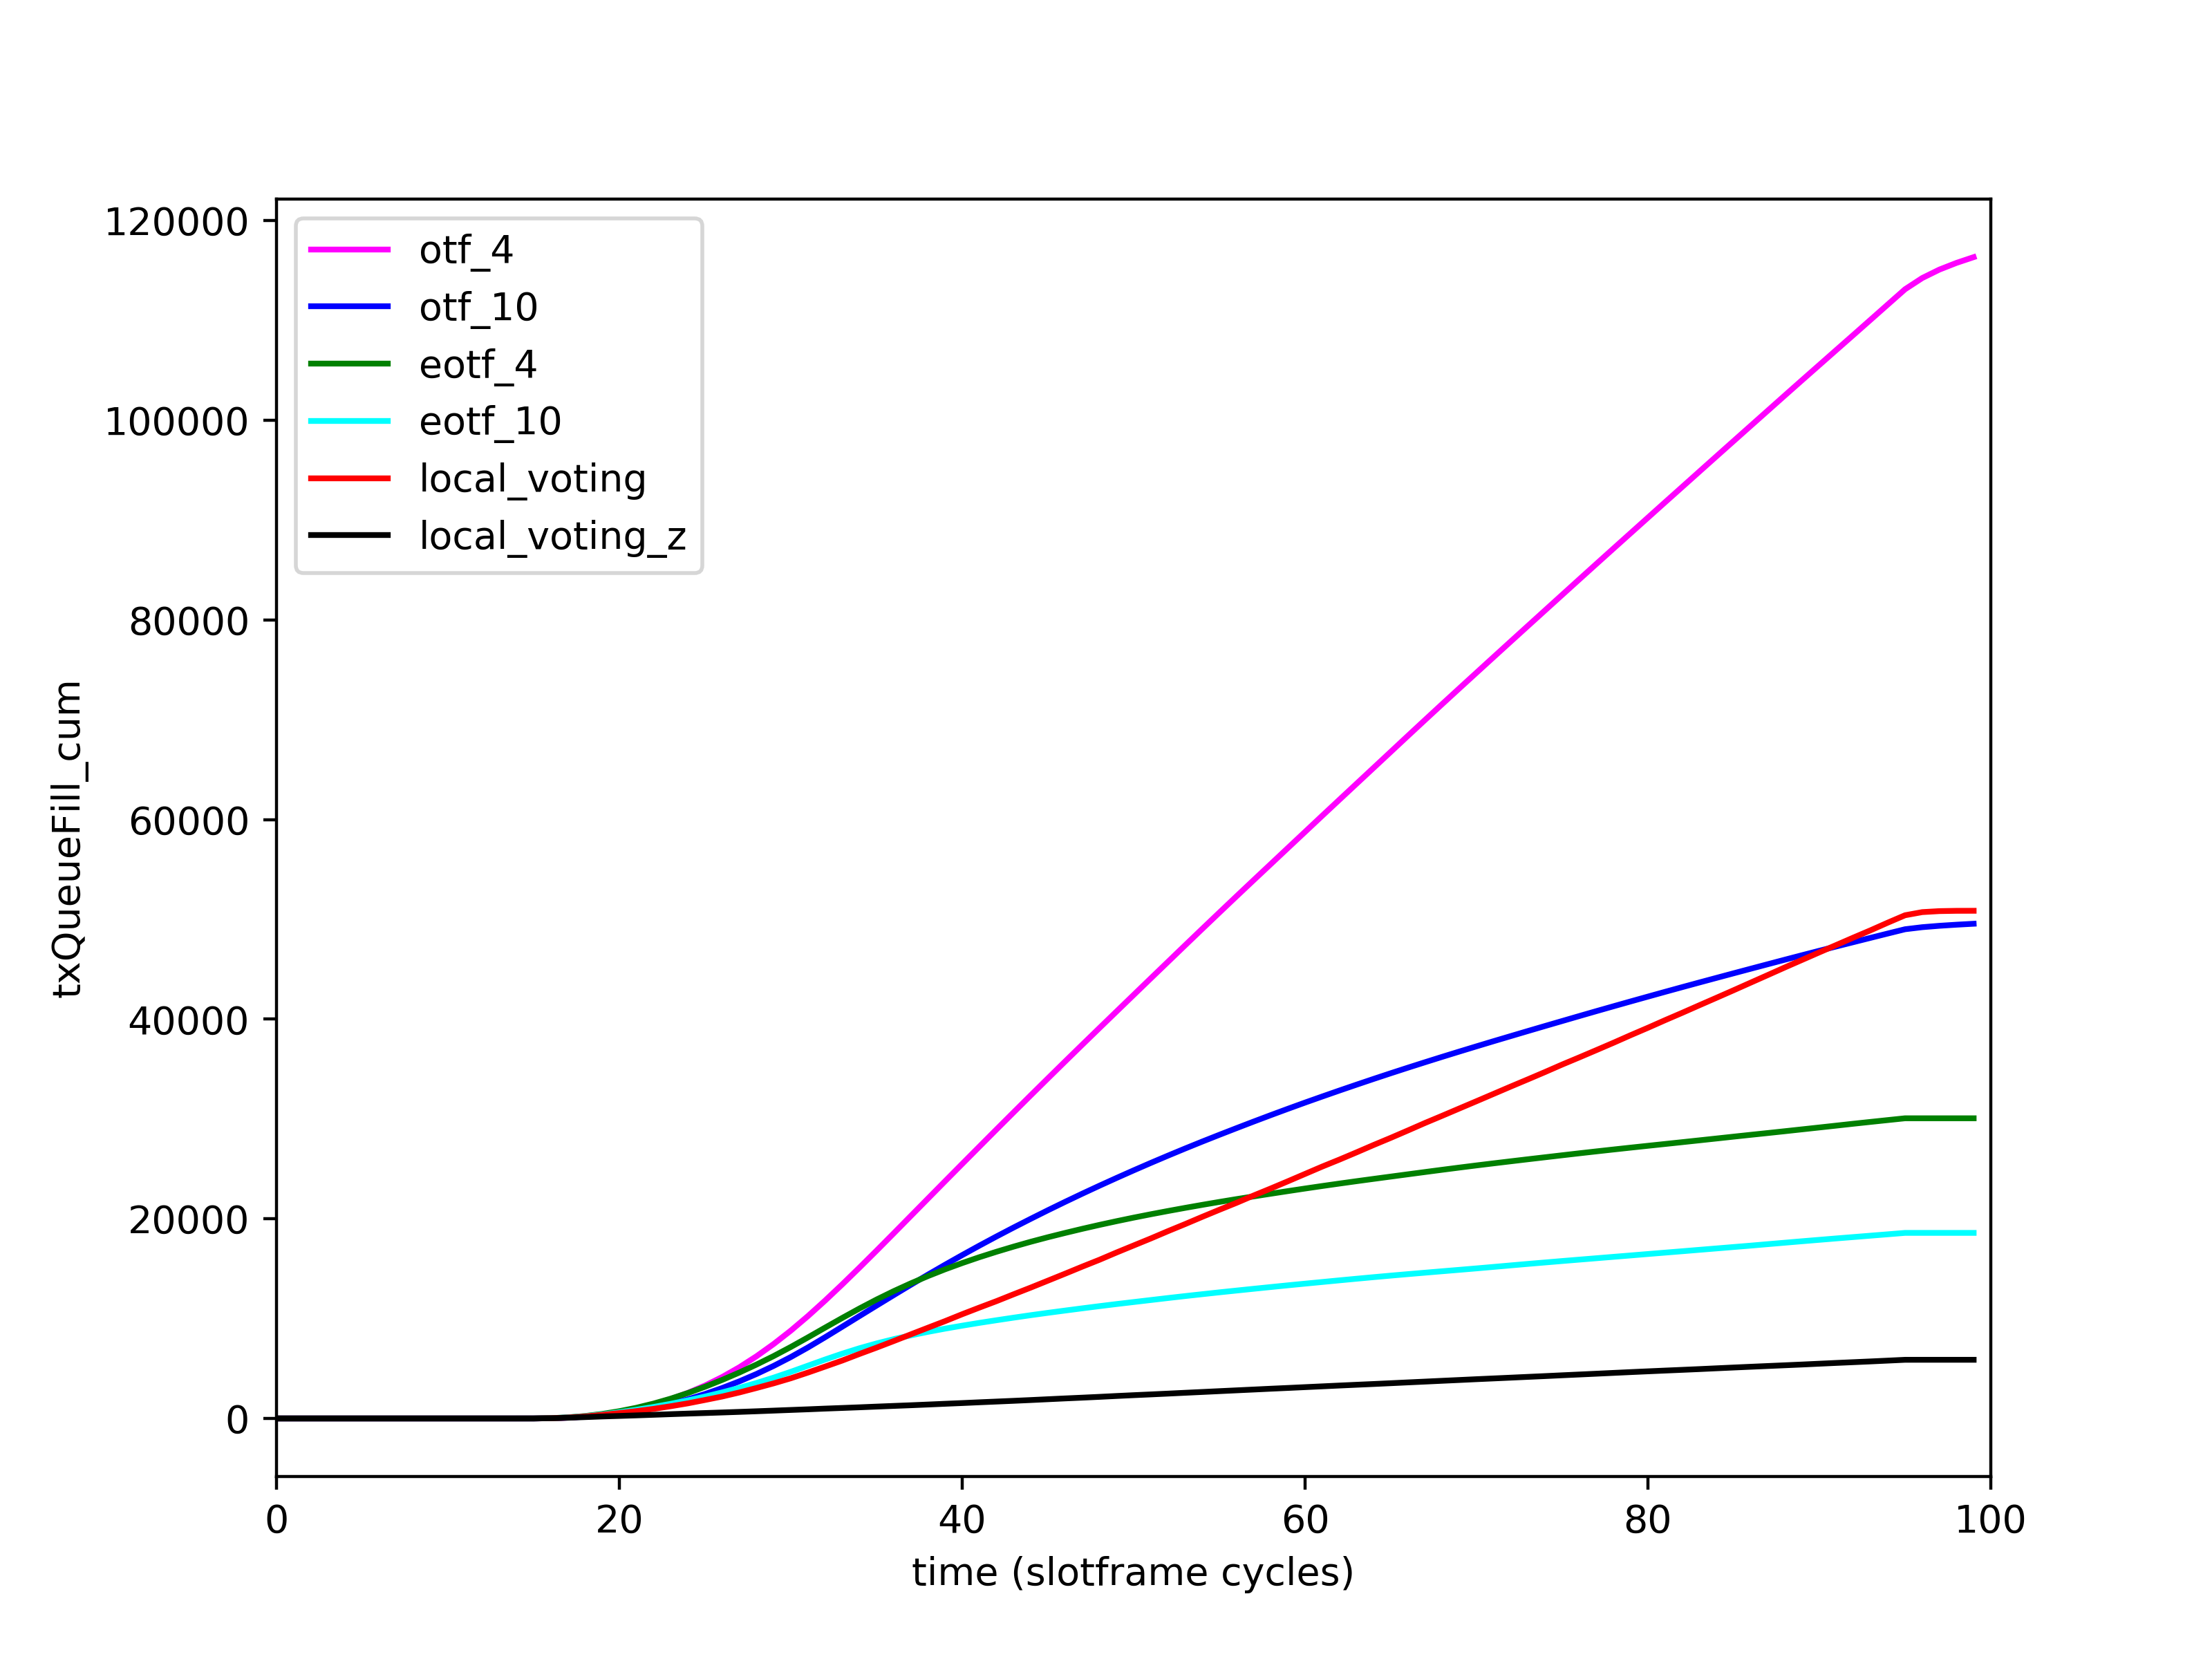 120000
100000
80000
60000
40000
20000
0
txQueueFill_cum
otf_4
otf_10
eotf_4
eotf_10
local_voting
local_voting_z
0 20 40 60 80 100
time (slotframe cycles)